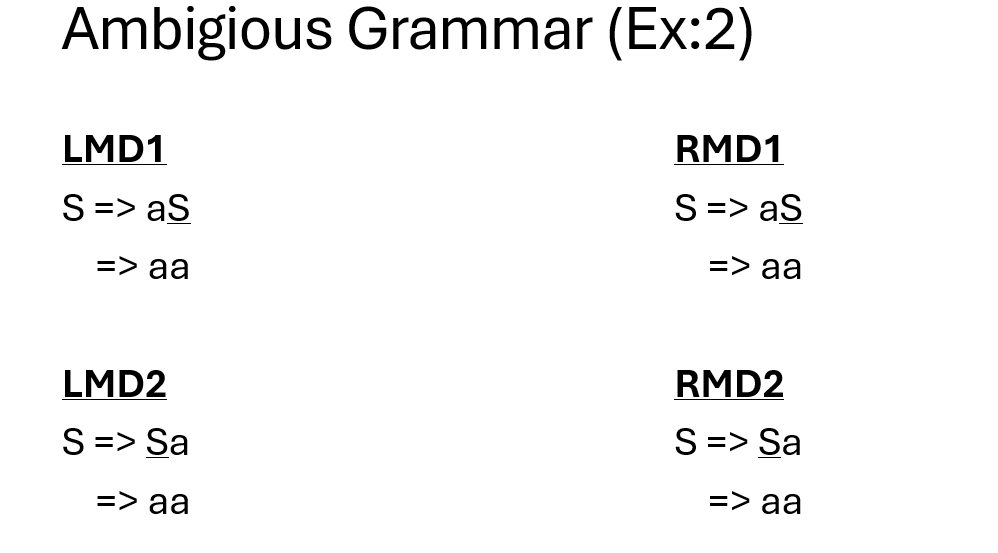 Ambigious Grammar (Ex:2)
LMD1
S => aS
=> aa
RMD1
S => aS
=> aa
LMD2
S => Sa
=> aa
RMD2
S => Sa
=> aa